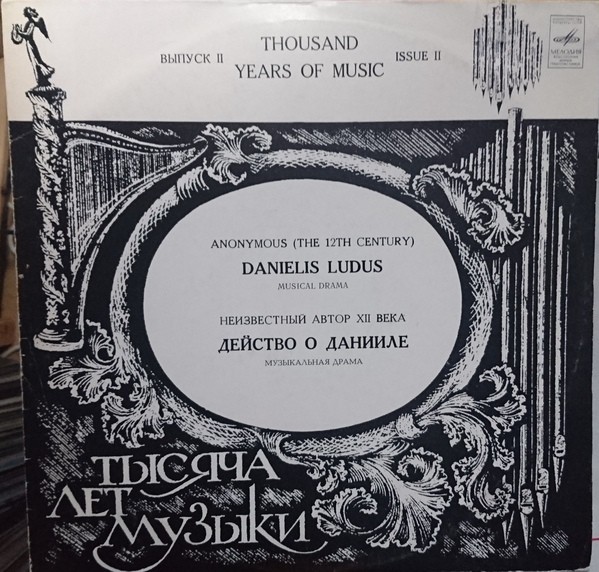 ВЫПУСК II
THOUSAND
YEARS OF MUSIC
ISSUE II
МЕЛОДИЯ
ANONYMOUS (THE 12TH CENTURY)
DANIELIS LUDUS
MUSICAL DRAMA
НЕИЗВЕСТНЫЙ АВТОР XII ВЕКА
ДЕЙСТВО О ДАНИИЛЕ
МУЗЫКАЛЬНАЯ ДРАМА
ТЫСЯЧА
ЛЕТ
МУЗЫКИ